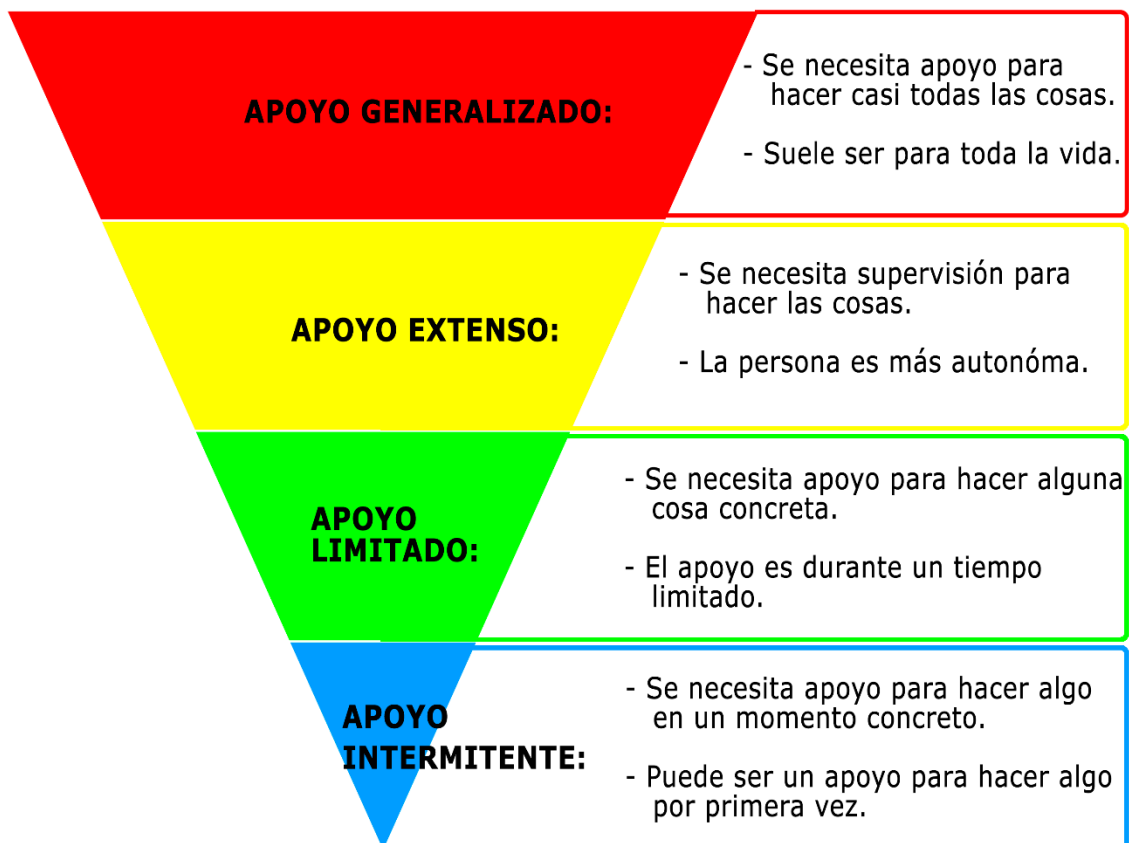 APOYO GENERALIZADO:
- Se necesita apoyo para
hacer casi todas las cosas.
- Suele ser para toda la vida.
APOYO EXTENSO:
- Se necesita supervisión para
hacer las cosas.
- La persona es más autonóma.
APOYO
LIMITADO:
- Se necesita apoyo para hacer alguna
cosa concreta.
- El apoyo es durante un tiempo
limitado.
APOYO
INTERMITENTE:
- Se necesita apoyo para hacer algo
en un momento concreto.
- Puede ser un apoyo para hacer algo
por primera vez.